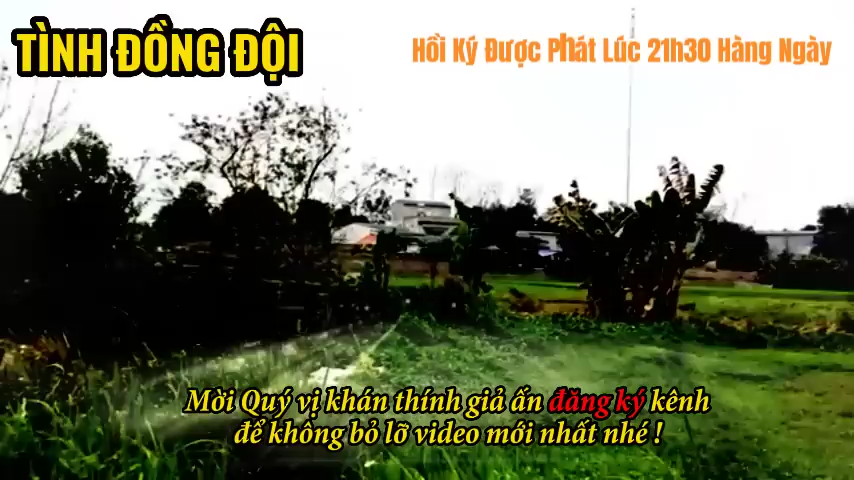 TÌNH ĐỒNG ĐỘI
Hồi Ký Được Phát Lúc 21h30 Hàng Ngày
Mời Quý vị khán thính giả ấn đăng ký kênh
để không bỏ lỡ video mới nhất nhé !